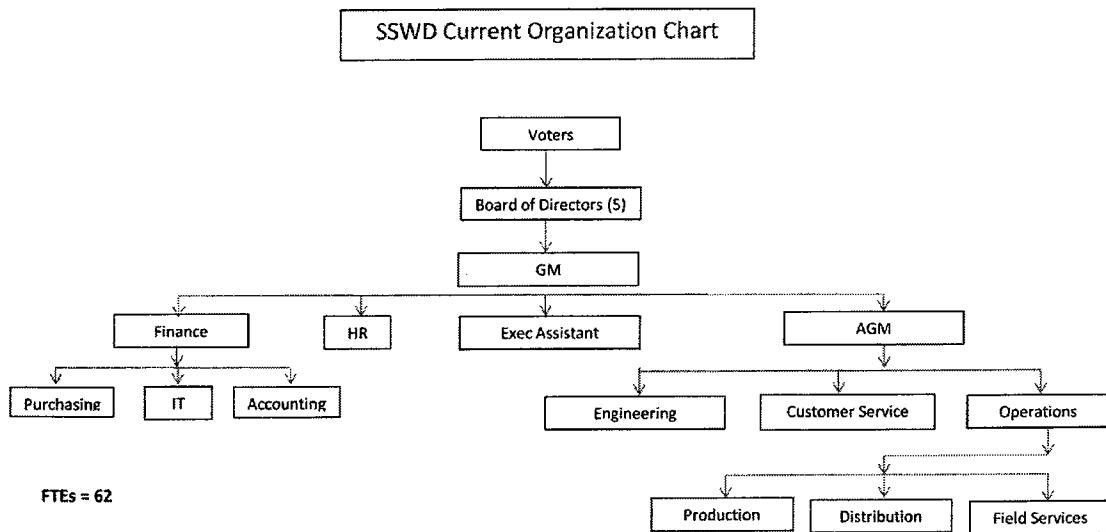 SSWD Current Organization Chart
Voters
Board of Directors (5)
GM
Finance
HR
Exec Assistant
AGM
Purchasing
IT
Accounting
Engineering
Customer Service
Operations
FTEs = 62
Production
Distribution
Field Services